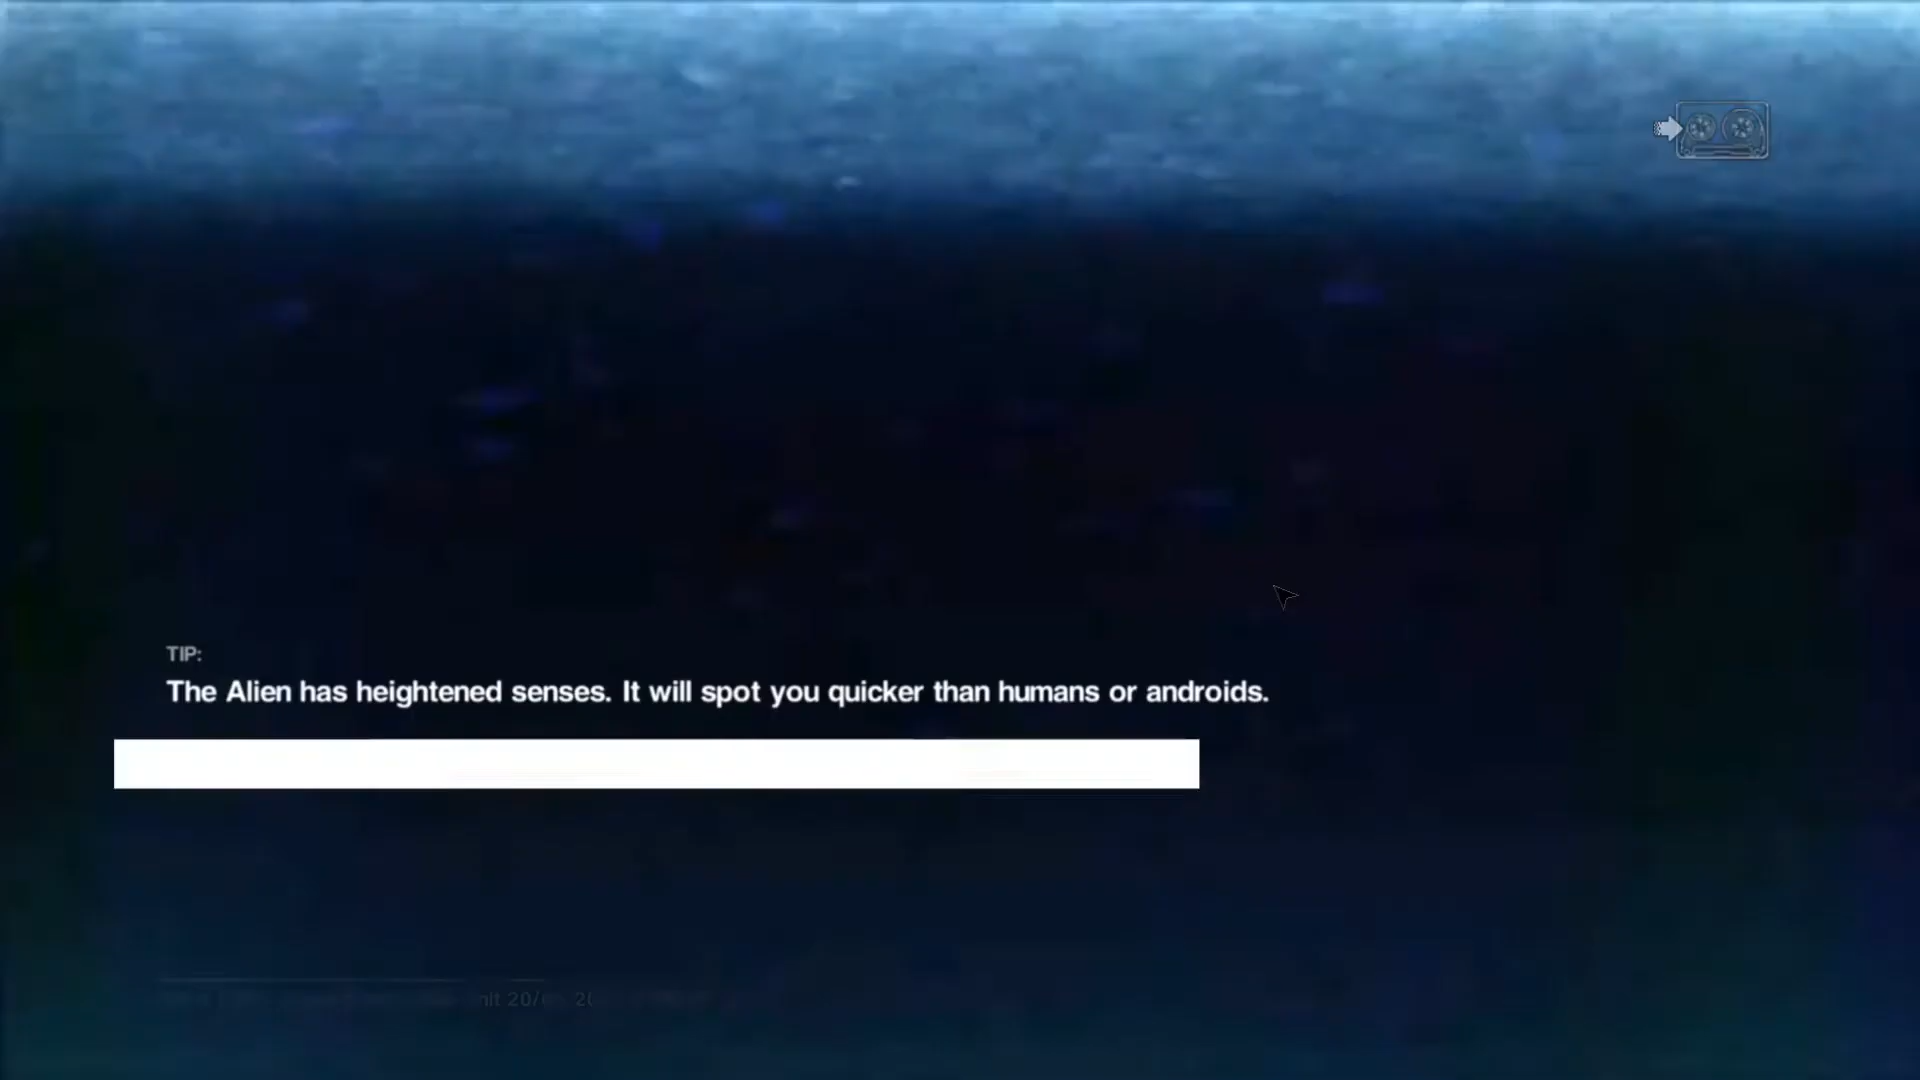 TIP:
The Alien has heightened senses. It will spot you quicker than humans or androids.